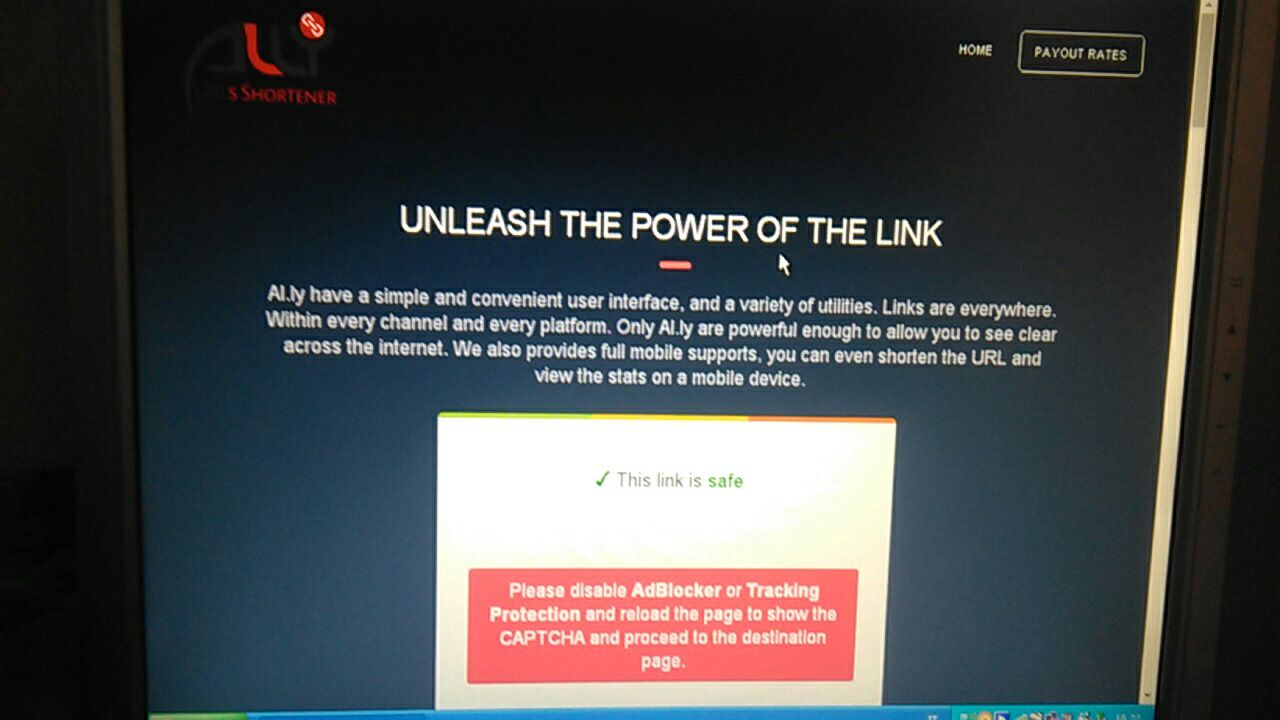 ALLY
S SHORTENER
HOME
PAYOUT RATES
UNLEASH THE POWER OF THE LINK
Al.ly have a simple and convenient user interface, and a variety of utilities. Links are everywhere.
Within every channel and every platform. Only Al.ly are powerful enough to allow you to see clear
across the internet. We also provides full mobile supports, you can even shorten the URL and
view the stats on a mobile device.
✓ This link is safe
Please disable AdBlocker or Tracking
Protection and reload the page to show the
CAPTCHA and proceed to the destination
page.